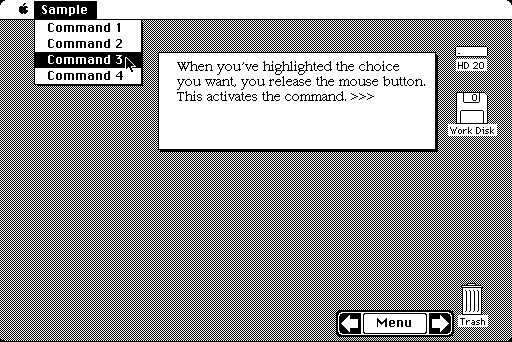 Sample
Command 1
Command 2
Command 3
Command 4
When you've highlighted the choice
you want, you release the mouse button.
This activates the command. >>>
HD 20
Work Disk
Menu
Trash